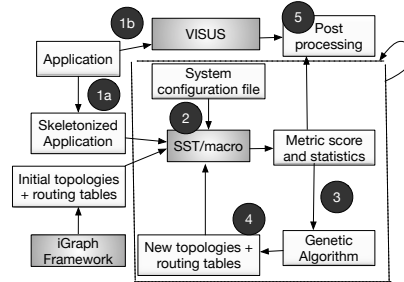 1b
VISUS
5
Post
processing
Application
1a
System
configuration file
Skeletonized
Application
2
SST/macro
Metric score
and statistics
Initial topologies
+ routing tables
3
4
iGraph
Framework
New topologies +
routing tables
Genetic
Algorithm